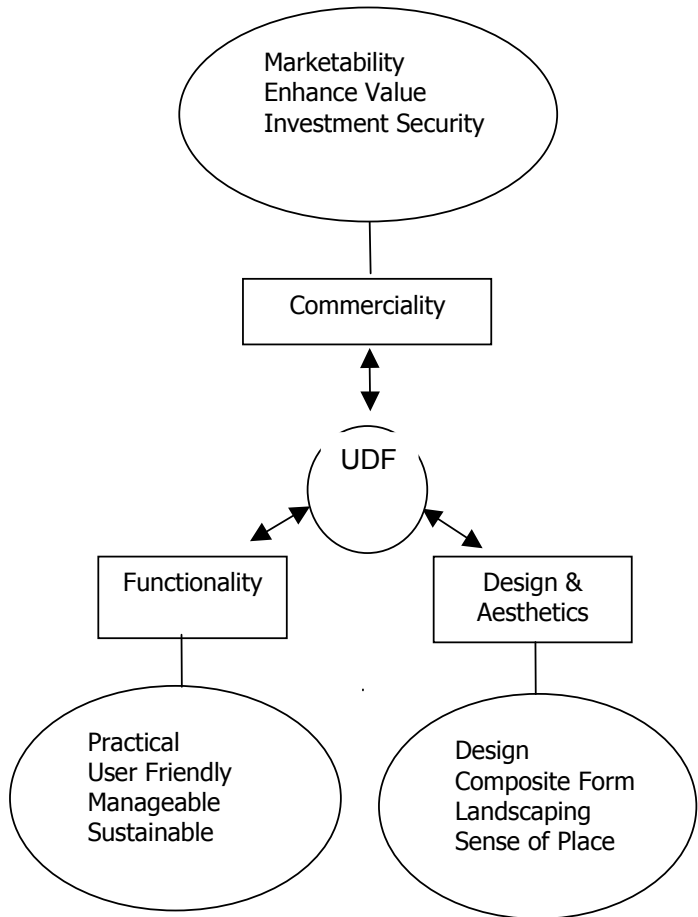 Marketability
Enhance Value
Investment Security
Commerciality
UDF
Functionality
Design &
Aesthetics
Practical
User Friendly
Manageable
Sustainable
Design
Composite Form
Landscaping
Sense of Place